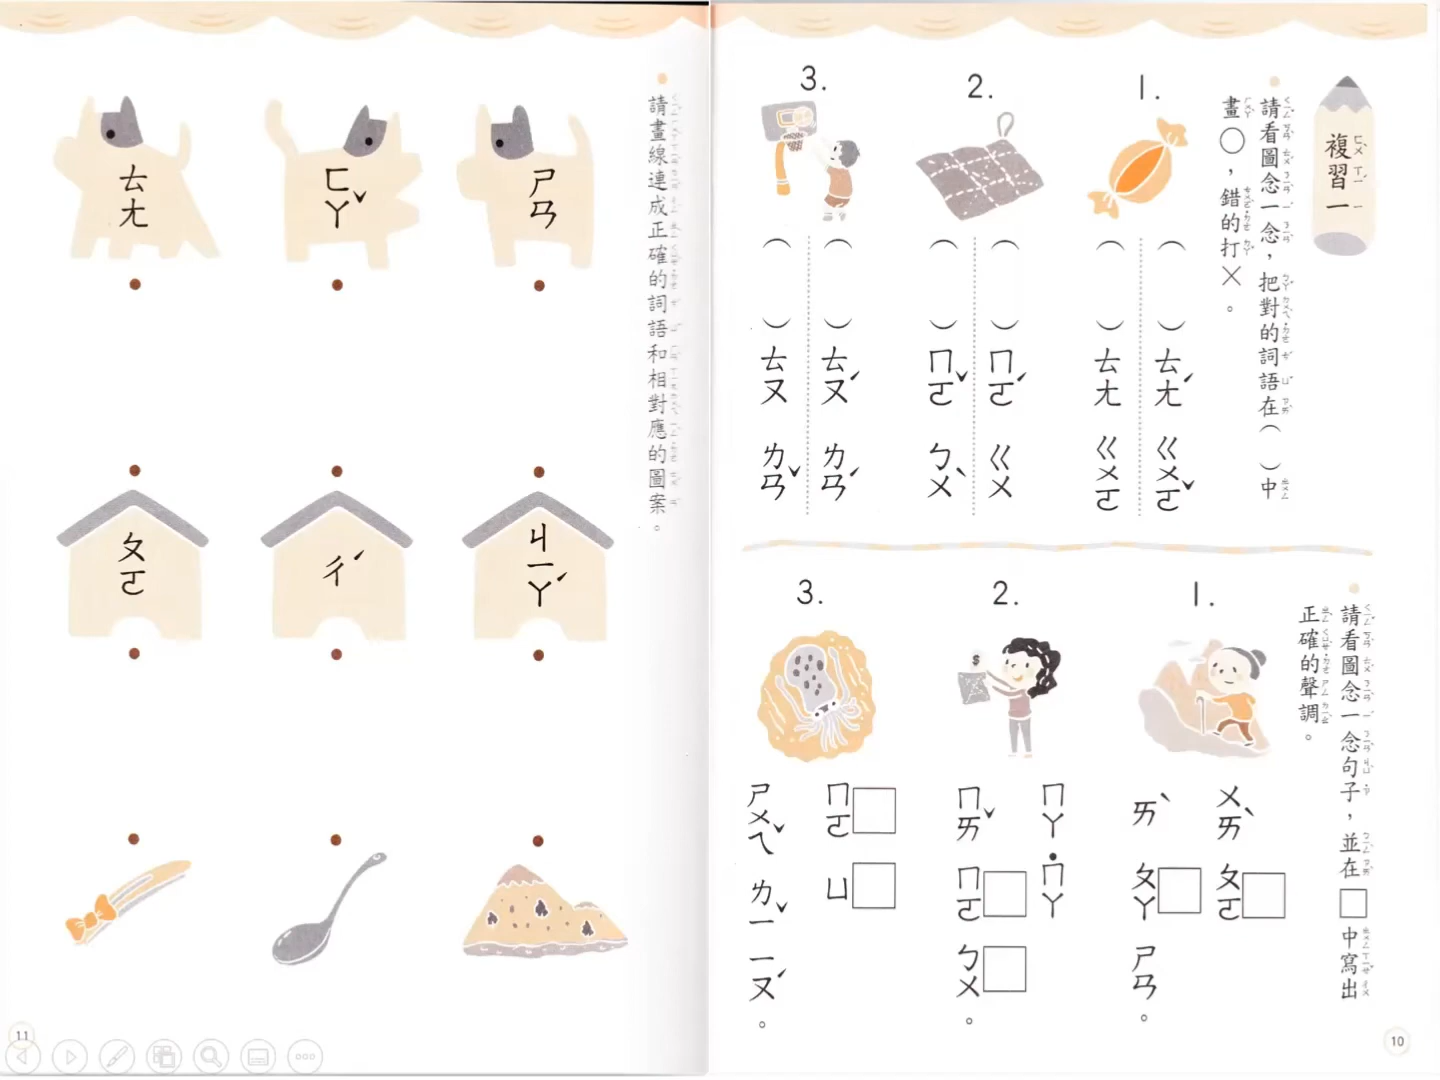 複習一
請看圖念一念，把對的詞語在（　）中
畫○，錯的打╳。
1.
（　）ㄊㄤˊ ㄍㄨㄛˇ
（　）ㄊㄤ ㄍㄨㄛ
2.
（　）ㄇㄛˊ ㄍㄨ
（　）ㄇㄛˇ ㄅㄨˋ
3.
（　）ㄊㄡˊ ㄌㄢˊ
（　）ㄊㄡ ㄌㄢˇ
請看圖念一念句子，並在□中寫出
正確的聲調。
1.
ㄨㄞˋ ㄆㄛ□
ㄞˋ ㄆㄚ□ ㄕㄢ。
2.
ㄇㄚ ˙ㄇㄚ
ㄇㄞˇ ㄇㄛ□ ㄅㄨ□。
3.
ㄇㄛ□ ㄩ□
ㄕㄨㄟˇ ㄌㄧˇ ㄧㄡˊ。
10
請畫線連成正確的詞語和相對應的圖案。
ㄕㄢ
ㄈㄚˇ
ㄊㄤ
ㄐㄧㄚˊ
ㄔˊ
ㄆㄛ
11